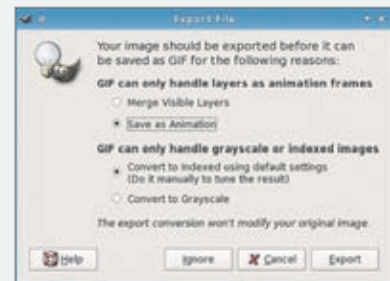 Export File
Your image should be exported before it can
be saved as GIF for the following reasons:
GIF can only handle layers as animation frames
Merge Visible Layers
Save as Animation
GIF can only handle grayscale or indexed images
Convert to Indexed using default settings
(Do it manually to tune the result)
Convert to Grayscale
The export conversion won't modify your original image.
Help Ignore Cancel Export